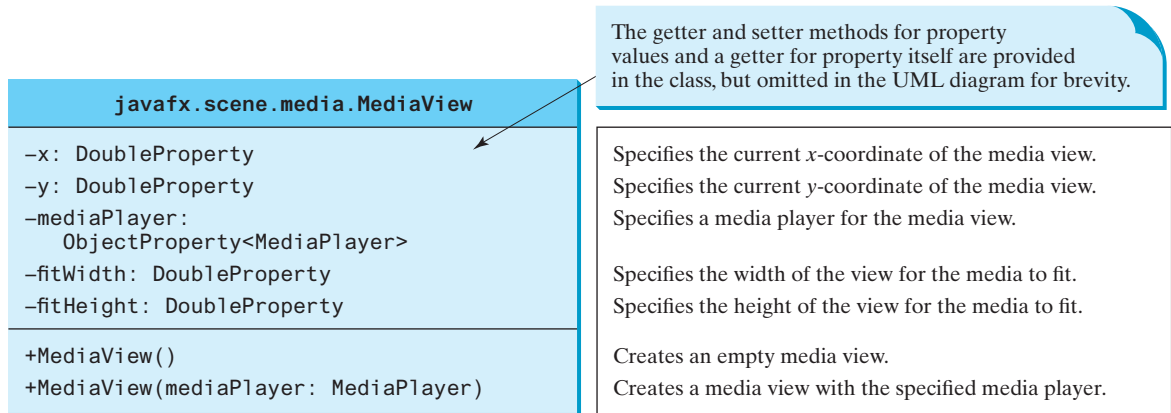 The getter and setter methods for property
values and a getter for property itself are provided
in the class, but omitted in the UML diagram for brevity.
javafx.scene.media.MediaView
–x: DoubleProperty
Specifies the current x-coordinate of the media view.
–y: DoubleProperty
Specifies the current y-coordinate of the media view.
–mediaPlayer:
Specifies a media player for the media view.
ObjectProperty<MediaPlayer>
–fitWidth: DoubleProperty
Specifies the width of the view for the media to fit.
–fitHeight: DoubleProperty
Specifies the height of the view for the media to fit.
+MediaView()
Creates an empty media view.
+MediaView(mediaPlayer: MediaPlayer)
Creates a media view with the specified media player.